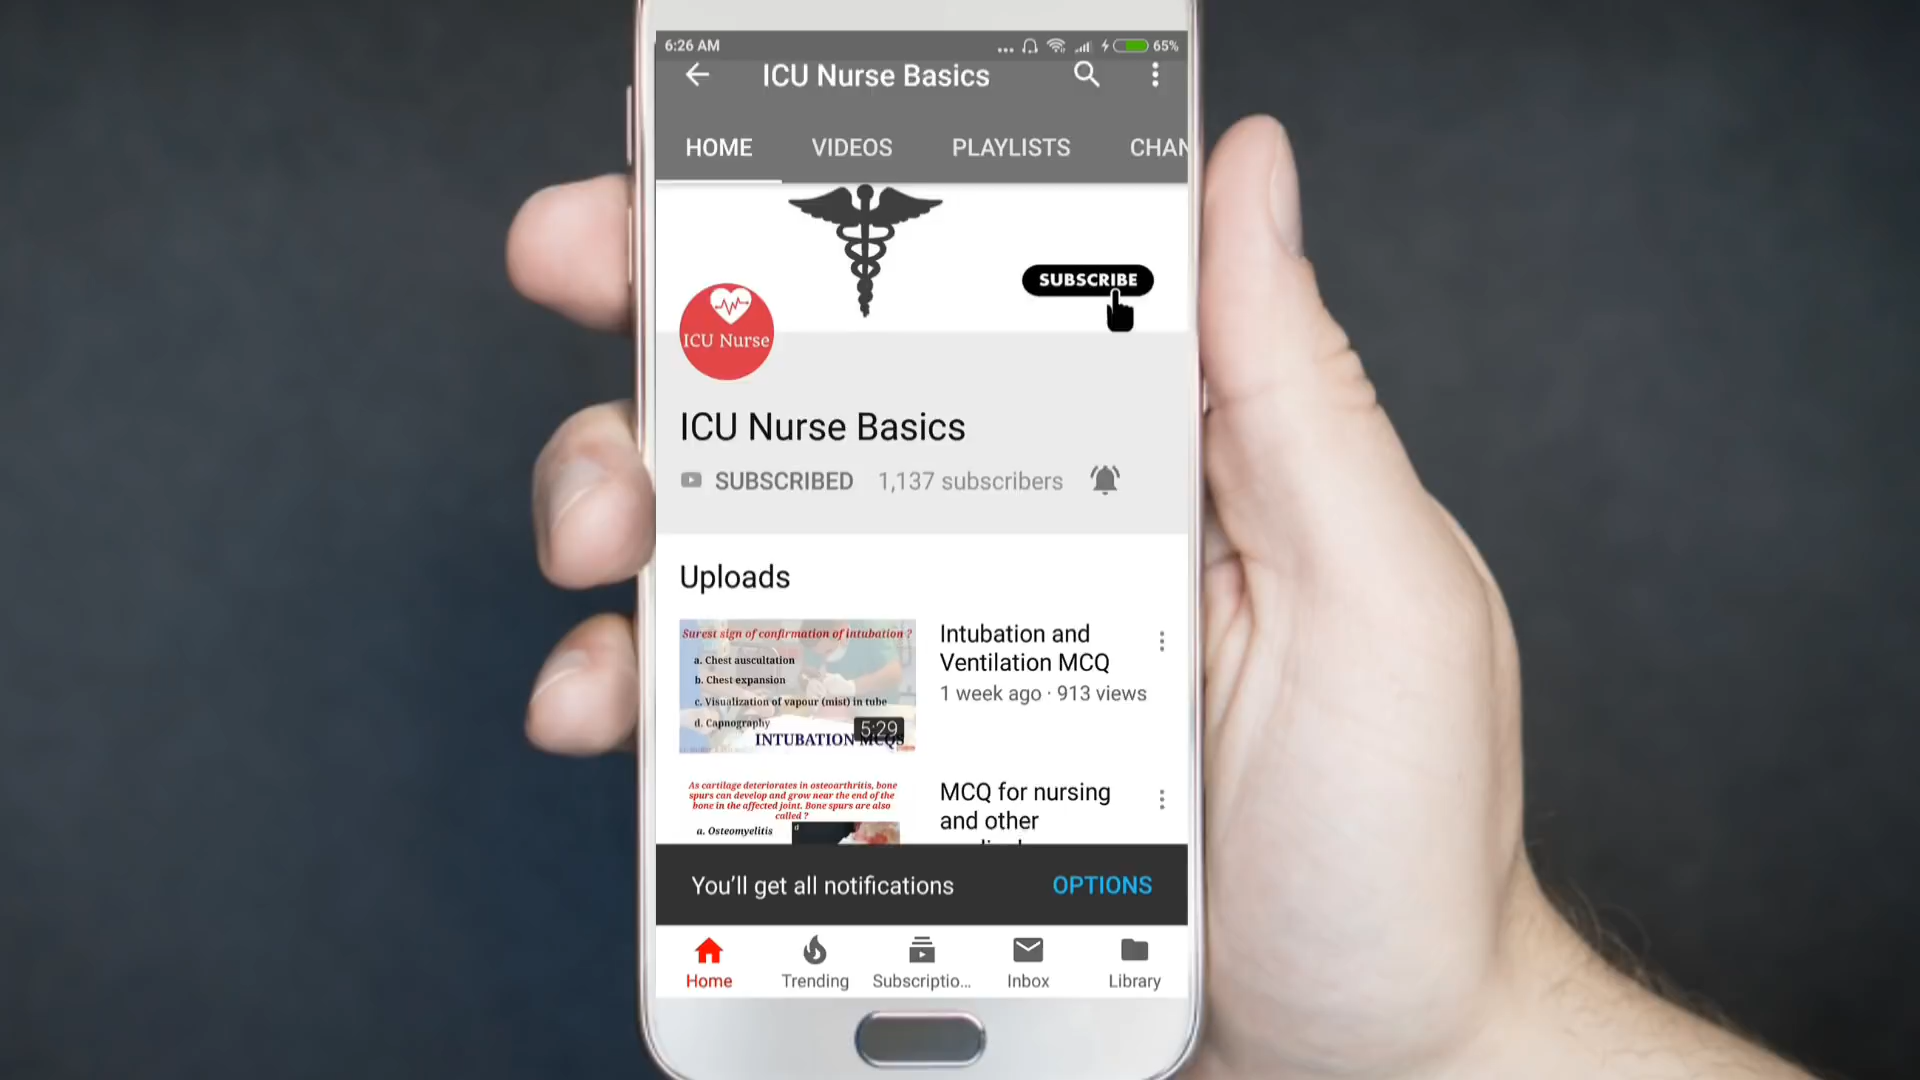 6:26 AM
65%
ICU Nurse Basics
HOME
VIDEOS
PLAYLISTS
CHAN
SUBSCRIBE
ICU Nurse
ICU Nurse Basics
SUBSCRIBED
1,137 subscribers
Uploads
Surest sign of confirmation of intubation ?
a. Chest auscultation
b. Chest expansion
c. Visualization of vapour (mist) in tube
d. Capnography
5:29
INTUBATION MCQS
Intubation and
Ventilation MCQ
1 week ago · 913 views
As cartilage deteriorates in osteoarthritis, bone
spurs can develop and grow near the end of the
bone in the affected joint. Bone spurs are also
called ?
a. Osteomyelitis
MCQ for nursing
and other
You'll get all notifications
OPTIONS
Home
Trending
Subscriptio...
Inbox
Library